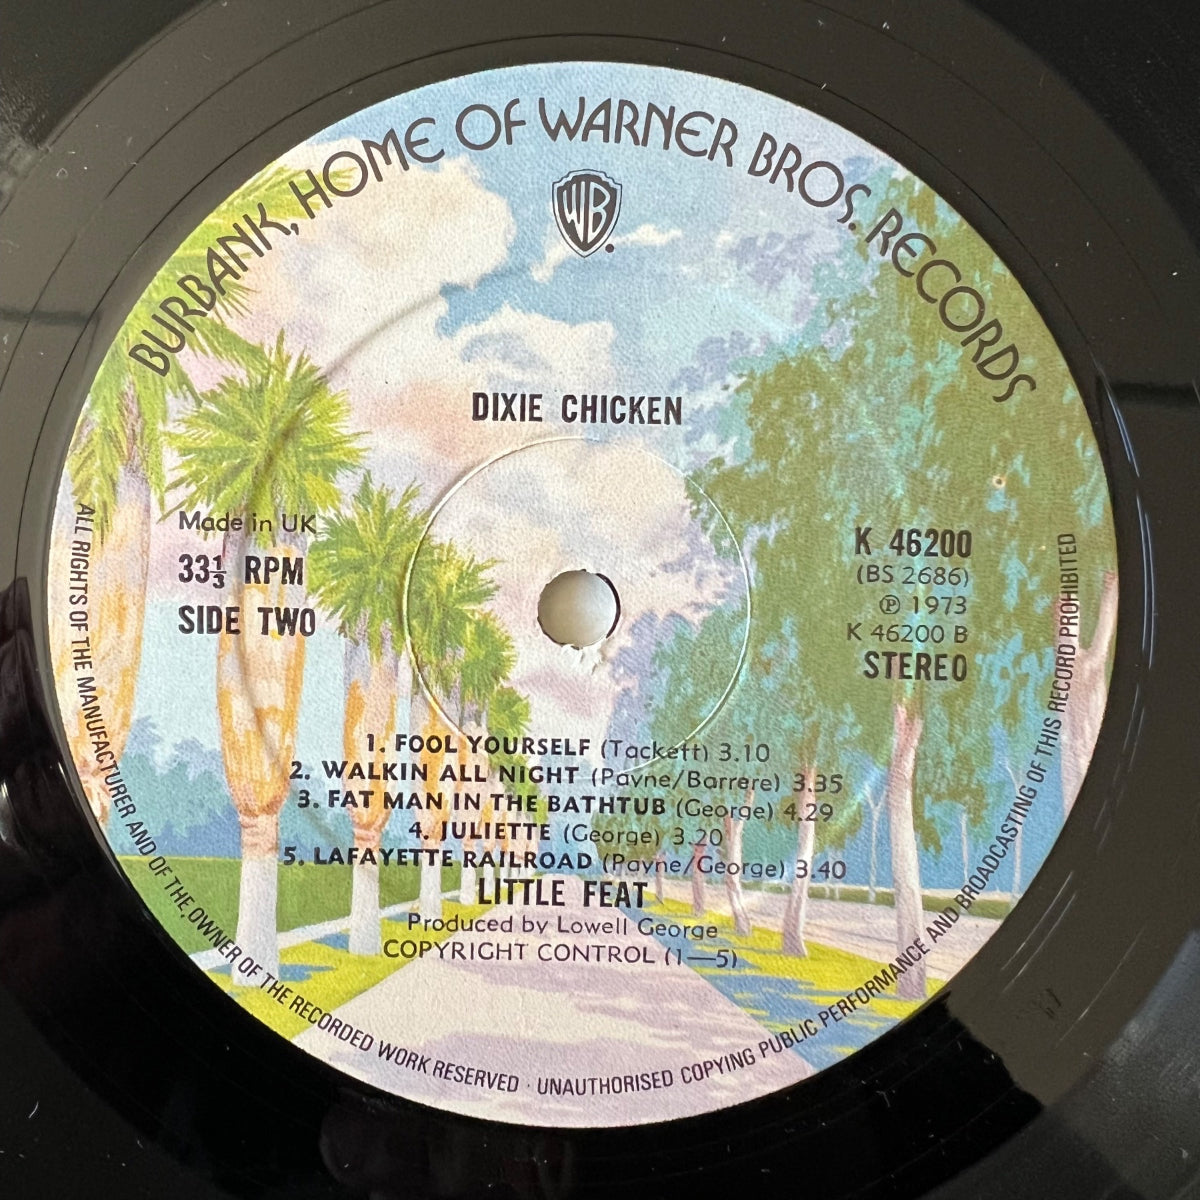 BURBANK, HOME OF WARNER BROS. RECORDS
WB
DIXIE CHICKEN
Made in UK
33⅓ RPM
SIDE TWO
K 46200
(BS 2686)
℗ 1973
K 46200 B
STEREO
1. FOOL YOURSELF (Tackett) 3.10
2. WALKIN ALL NIGHT (Payne/Barrere) 3.35
3. FAT MAN IN THE BATHTUB (George) 4.29
4. JULIETTE (George) 3.20
5. LAFAYETTE RAILROAD (Payne/George) 3.40
LITTLE FEAT
Produced by Lowell George
COPYRIGHT CONTROL (1—5)
ALL RIGHTS OF THE MANUFACTURER AND OF THE OWNER OF THE RECORDED WORK RESERVED · UNAUTHORISED COPYING PUBLIC PERFORMANCE AND BROADCASTING OF THIS RECORD PROHIBITED